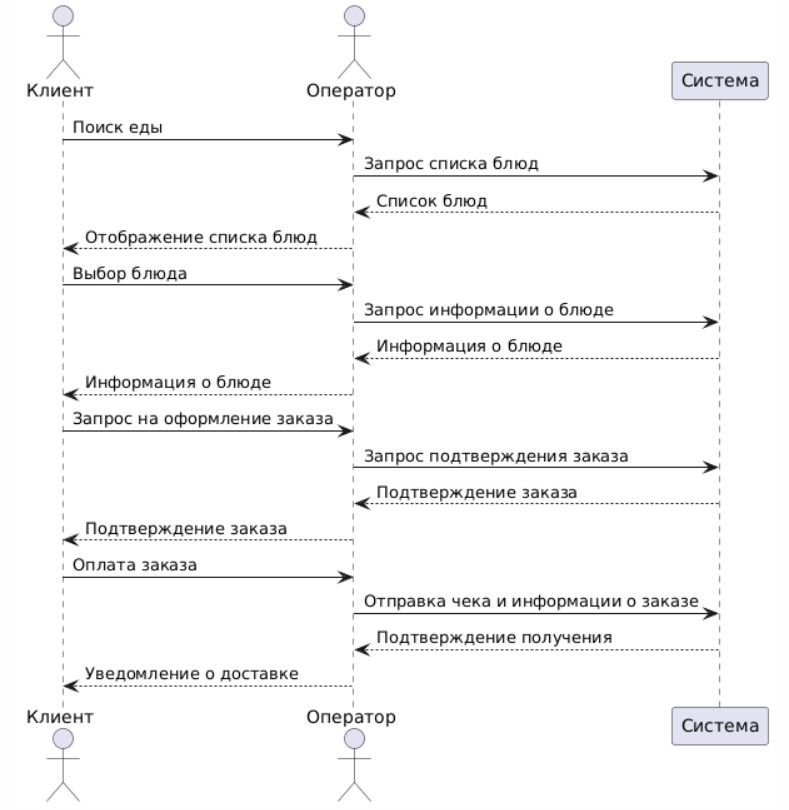 Клиент
Оператор
Система
Поиск еды
Запрос списка блюд
Список блюд
Отображение списка блюд
Выбор блюда
Запрос информации о блюде
Информация о блюде
Информация о блюде
Запрос на оформление заказа
Запрос подтверждения заказа
Подтверждение заказа
Подтверждение заказа
Оплата заказа
Отправка чека и информации о заказе
Подтверждение получения
Уведомление о доставке
Клиент
Оператор
Система